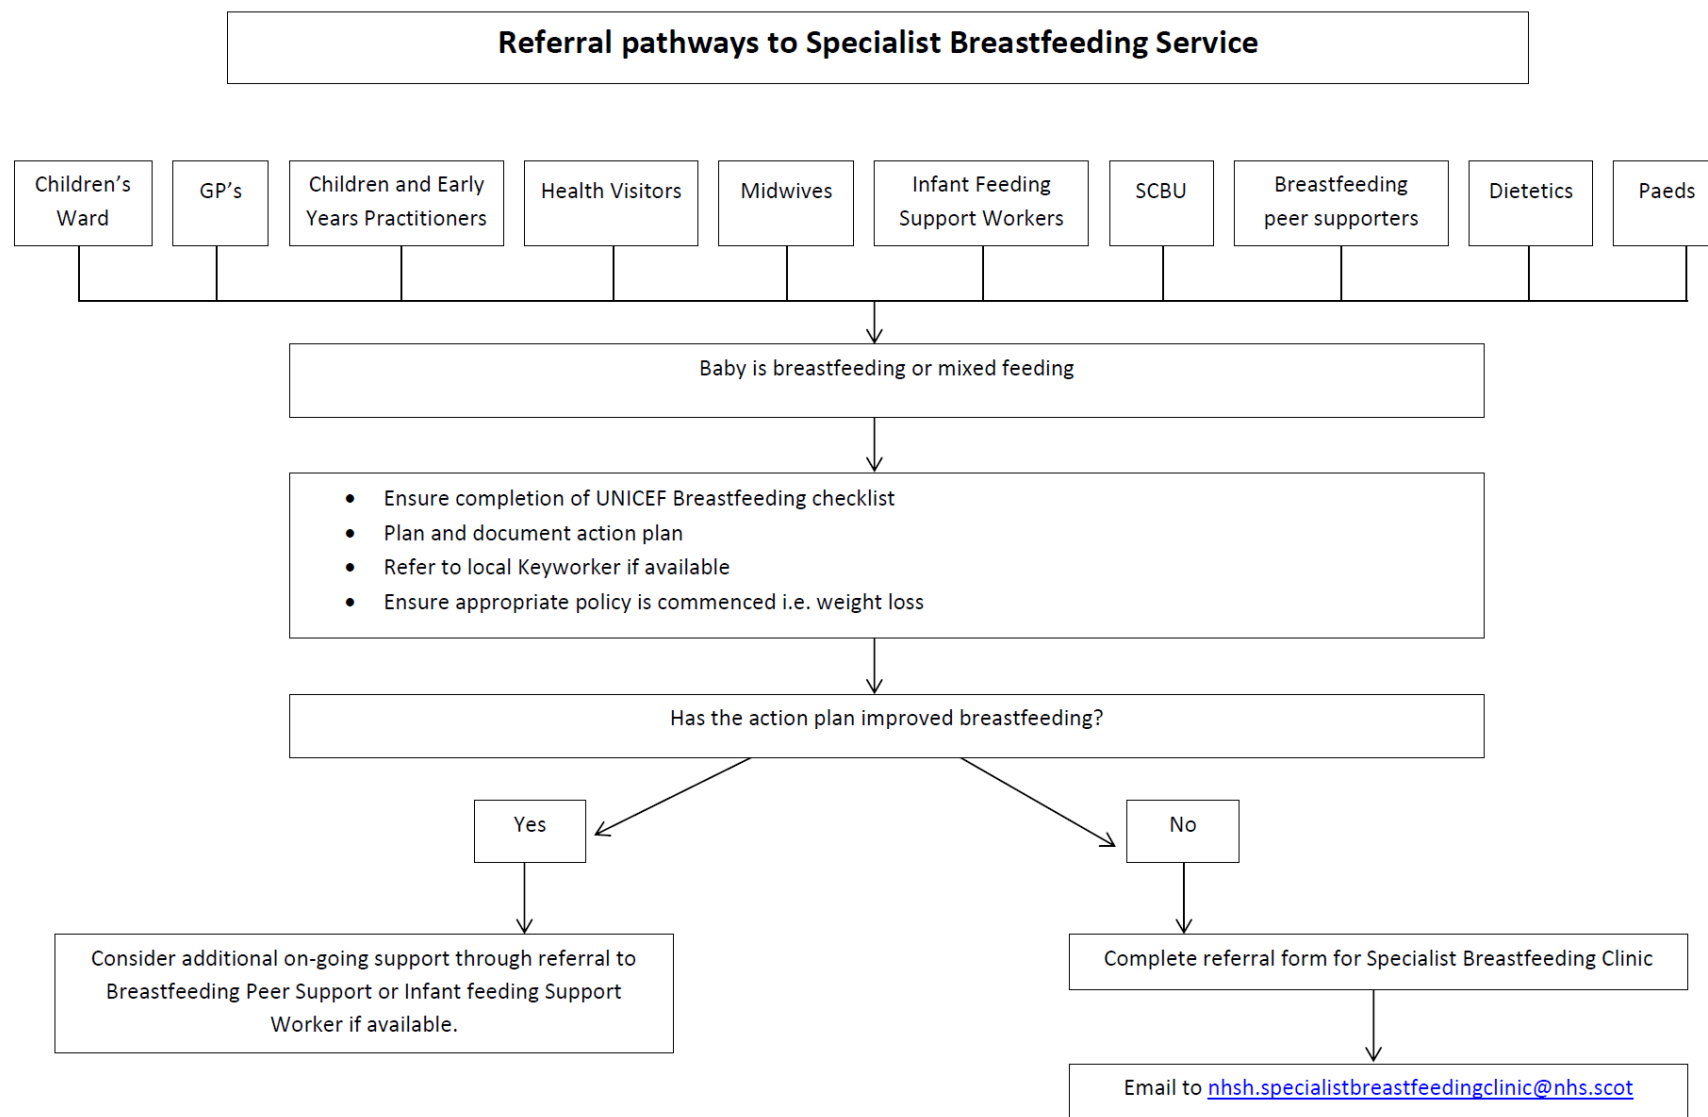 Referral pathways to Specialist Breastfeeding Service
Children’s
Ward
GP’s
Children and Early
Years Practitioners
Health Visitors
Midwives
Infant Feeding
Support Workers
SCBU
Breastfeeding
peer supporters
Dietetics
Paeds
Baby is breastfeeding or mixed feeding
• Ensure completion of UNICEF Breastfeeding checklist
• Plan and document action plan
• Refer to local Keyworker if available
• Ensure appropriate policy is commenced i.e. weight loss
Has the action plan improved breastfeeding?
Yes
No
Consider additional on-going support through referral to
Breastfeeding Peer Support or Infant feeding Support
Worker if available.
Complete referral form for Specialist Breastfeeding Clinic
Email to nhsh.specialistbreastfeedingclinic@nhs.scot